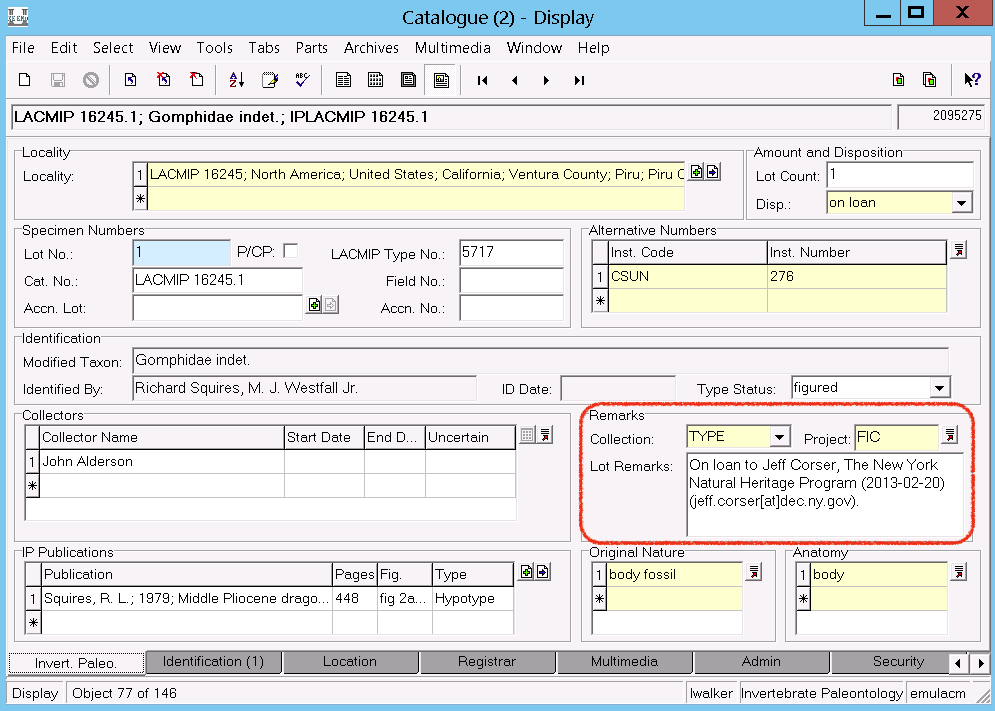 Catalogue (2) - Display
File Edit Select View Tools Tabs Parts Archives Multimedia Window Help
LACMIP 16245.1; Gomphidae indet.; IPLACMIP 16245.1
2095275
Locality
Locality: 1 LACMIP 16245; North America; United States; California; Ventura County; Piru; Piru C
*
Amount and Disposition
Lot Count: 1
Disp.: on loan
Specimen Numbers
Lot No.: 1 P/CP: LACMIP Type No.: 5717
Cat. No.: LACMIP 16245.1 Field No.:
Accn. Lot: Accn. No.:
Alternative Numbers
Inst. Code Inst. Number
1 CSUN 276
*
Identification
Modified Taxon: Gomphidae indet.
Identified By: Richard Squires, M. J. Westfall Jr. ID Date: Type Status: figured
Collectors
Collector Name Start Date End D... Uncertain
1 John Alderson
*
Remarks
Collection: TYPE Project: FIC
Lot Remarks: On loan to Jeff Corser, The New York
Natural Heritage Program (2013-02-20)
(jeff.corser[at]dec.ny.gov).
IP Publications
Publication Pages Fig. Type
1 Squires, R. L.; 1979; Middle Pliocene drago... 448 fig 2a... Hypotype
*
Original Nature
1 body fossil
*
Anatomy
1 body
*
Invert. Paleo. Identification (1) Location Registrar Multimedia Admin Security
Display Object 77 of 146 lwalker Invertebrate Paleontology emulacm